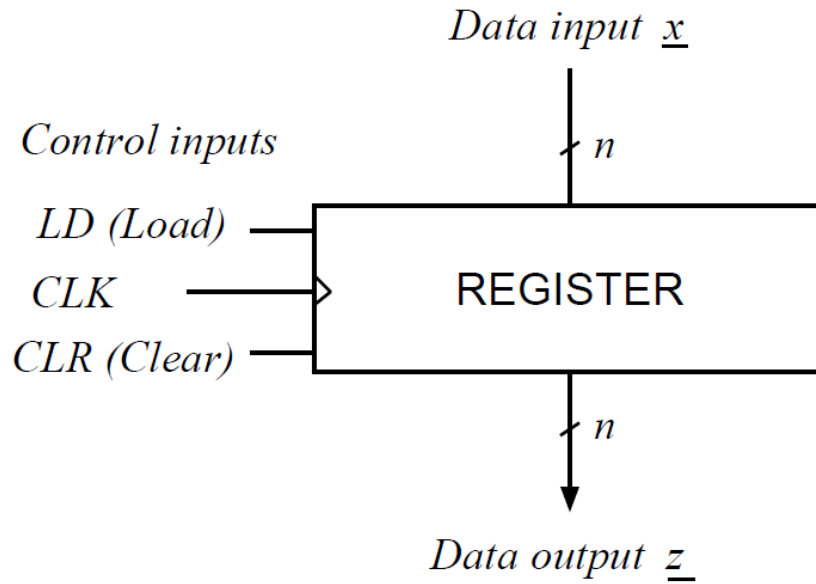 Data input x
Control inputs
n
LD (Load)
CLK
REGISTER
CLR (Clear)
n
Data output z